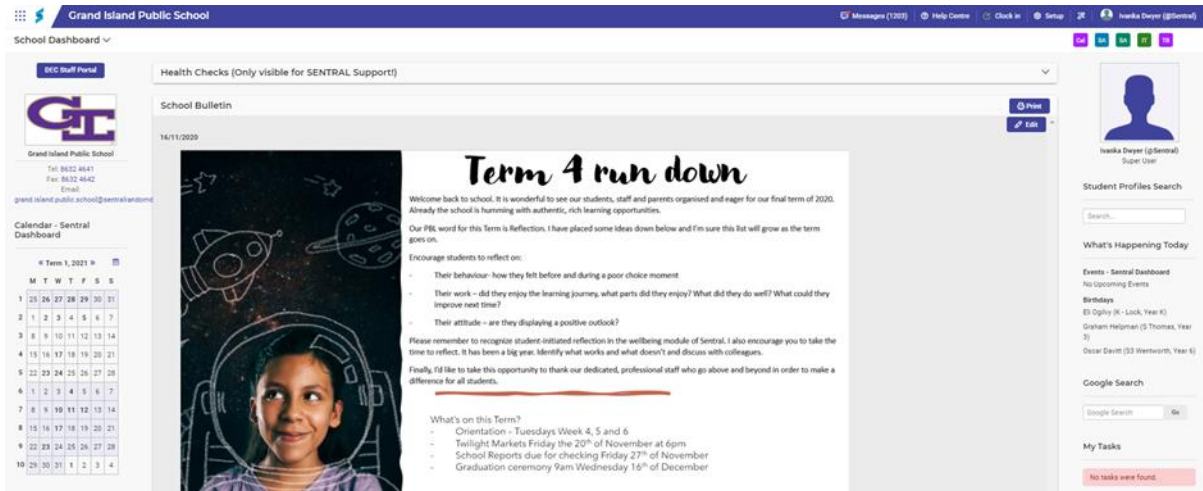 Grand Island Public School
Messages (1203)
Help Centre
Clock in
Setup
Ivanka Dwyer (@Sentral)
School Dashboard
Cal
SA
SA
IT
TB
DEC Staff Portal
GI
Grand Island Public School
Tel: 8632 4641
Fax: 8632 4642
Email:
grand.island.public.school@sentralrandomd
Calendar - Sentral
Dashboard
« Term 1, 2021 »
M T W T F S S
1 25 26 27 28 29 30 31
2 1 2 3 4 5 6 7
3 8 9 10 11 12 13 14
4 15 16 17 18 19 20 21
5 22 23 24 25 26 27 28
6 1 2 3 4 5 6 7
7 8 9 10 11 12 13 14
8 15 16 17 18 19 20 21
9 22 23 24 25 26 27 28
10 29 30 31 1 2 3 4
Health Checks (Only visible for SENTRAL Support!)
School Bulletin
Print
Edit
16/11/2020
Term 4 run down
Welcome back to school. It is wonderful to see our students, staff and parents organised and eager for our final term of 2020.
Already the school is humming with authentic, rich learning opportunities.
Our PBL word for this Term is Reflection. I have placed some ideas down below and I'm sure this list will grow as the term
goes on.
Encourage students to reflect on:
- Their behaviour- how they felt before and during a poor choice moment
- Their work – did they enjoy the learning journey, what parts did they enjoy? What did they do well? What could they
improve next time?
- Their attitude – are they displaying a positive outlook?
Please remember to recognize student-initiated reflection in the wellbeing module of Sentral. I also encourage you to take the
time to reflect. It has been a big year. Identify what works and what doesn't and discuss with colleagues.
Finally, I'd like to take this opportunity to thank our dedicated, professional staff who go above and beyond in order to make a
difference for all students.
What's on this Term?
- Orientation – Tuesdays Week 4, 5 and 6
- Twilight Markets Friday the 20th of November at 6pm
- School Reports due for checking Friday 27th of November
- Graduation ceremony 9am Wednesday 16th of December
Ivanka Dwyer (@Sentral)
Super User
Student Profiles Search
Search...
What's Happening Today
Events - Sentral Dashboard
No Upcoming Events
Birthdays
Eli Ogilvy (K - Lock, Year K)
Graham Helpman (S Thomas, Year
3)
Oscar Davitt (S3 Wentworth, Year 6)
Google Search
Google Search
Go
My Tasks
No tasks were found.